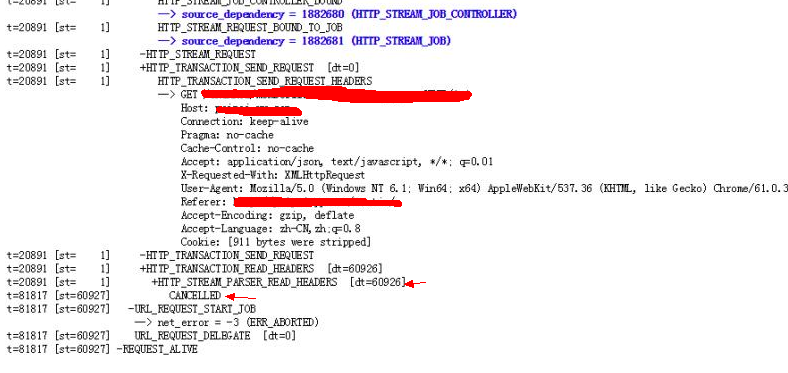 t=20891 [st=    1]        HTTP_STREAM_JOB_CONTROLLER_BOUND
                          --> source_dependency = 1882680 (HTTP_STREAM_JOB_CONTROLLER)
t=20891 [st=    1]        HTTP_STREAM_REQUEST_BOUND_TO_JOB
                          --> source_dependency = 1882681 (HTTP_STREAM_JOB)
t=20891 [st=    1]     -HTTP_STREAM_REQUEST
t=20891 [st=    1]     +HTTP_TRANSACTION_SEND_REQUEST  [dt=0]
t=20891 [st=    1]        HTTP_TRANSACTION_SEND_REQUEST_HEADERS
                          --> GET
                              Host:
                              Connection: keep-alive
                              Pragma: no-cache
                              Cache-Control: no-cache
                              Accept: application/json, text/javascript, */*; q=0.01
                              X-Requested-With: XMLHttpRequest
                              User-Agent: Mozilla/5.0 (Windows NT 6.1; Win64; x64) AppleWebKit/537.36 (KHTML, like Gecko) Chrome/61.0.3
                              Referer:
                              Accept-Encoding: gzip, deflate
                              Accept-Language: zh-CN,zh;q=0.8
                              Cookie: [911 bytes were stripped]
t=20891 [st=    1]     -HTTP_TRANSACTION_SEND_REQUEST
t=20891 [st=    1]     +HTTP_TRANSACTION_READ_HEADERS  [dt=60926]
t=20891 [st=    1]       +HTTP_STREAM_PARSER_READ_HEADERS  [dt=60926]
t=81817 [st=60927]          CANCELLED
t=81817 [st=60927]   -URL_REQUEST_START_JOB
                      --> net_error = -3 (ERR_ABORTED)
t=81817 [st=60927]    URL_REQUEST_DELEGATE  [dt=0]
t=81817 [st=60927] -REQUEST_ALIVE